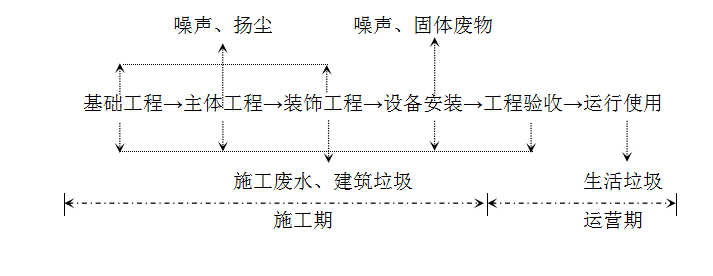 噪声、扬尘 噪声、固体废物
基础工程→主体工程→装饰工程→设备安装→工程验收→运行使用
施工废水、建筑垃圾 生活垃圾
施工期 运营期